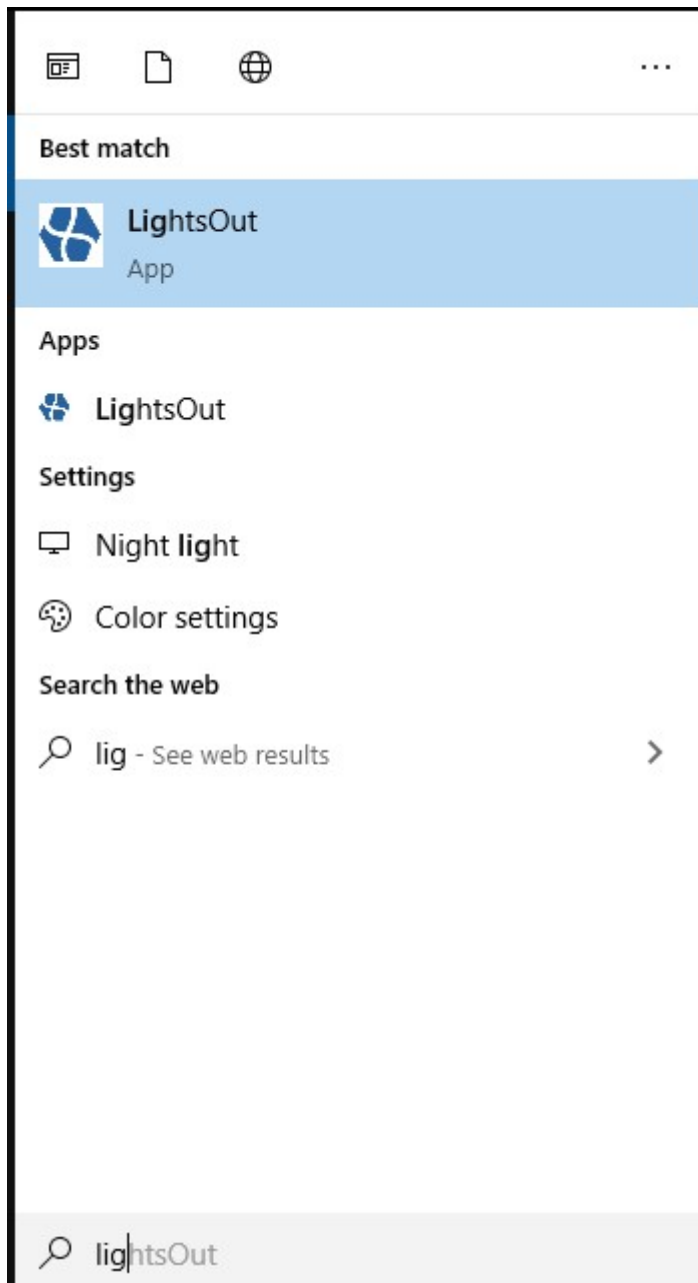 ...
Best match
LightsOut
App
Apps
LightsOut
Settings
Night light
Color settings
Search the web
lig - See web results
lightsOut